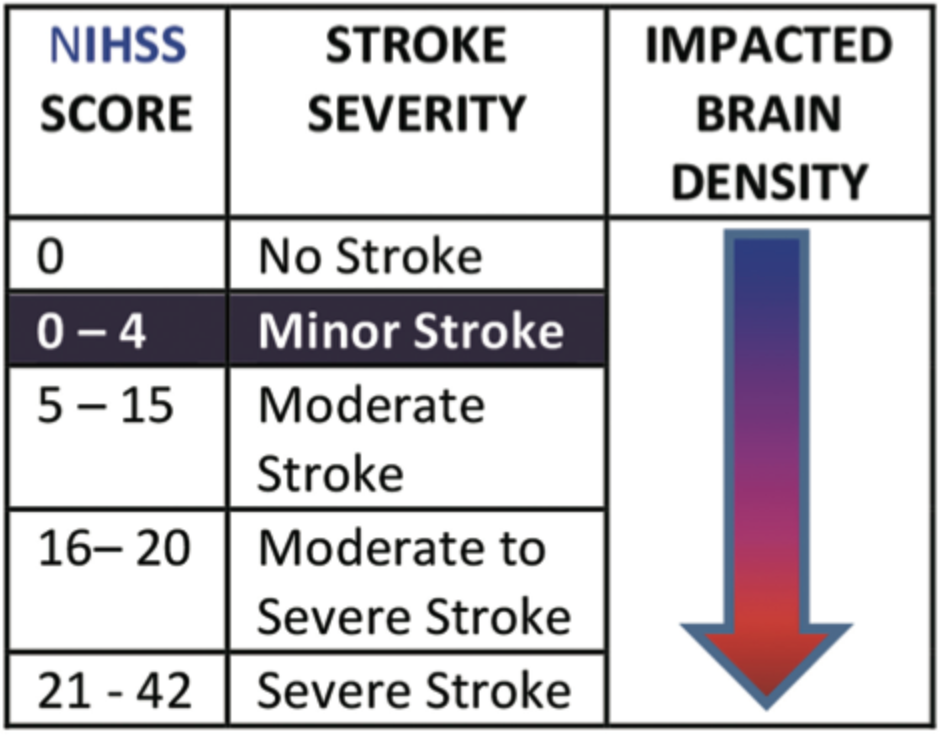 NIHSS SCORE
STROKE SEVERITY
IMPACTED BRAIN DENSITY
0
No Stroke
0 – 4
Minor Stroke
5 – 15
Moderate Stroke
16– 20
Moderate to Severe Stroke
21 - 42
Severe Stroke